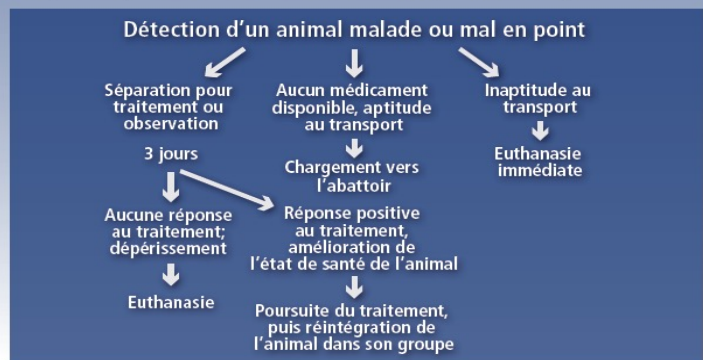 Détection d'un animal malade ou mal en point
Séparation pour
traitement ou
observation
3 jours
Aucune réponse
au traitement;
dépérissement
Euthanasie
Réponse positive
au traitement,
amélioration de
l'état de santé de l'animal
Poursuite du traitement,
puis réintégration de
l'animal dans son groupe
Aucun médicament
disponible, aptitude
au transport
Chargement vers
l'abattoir
Inaptitude au
transport
Euthanasie
immédiate